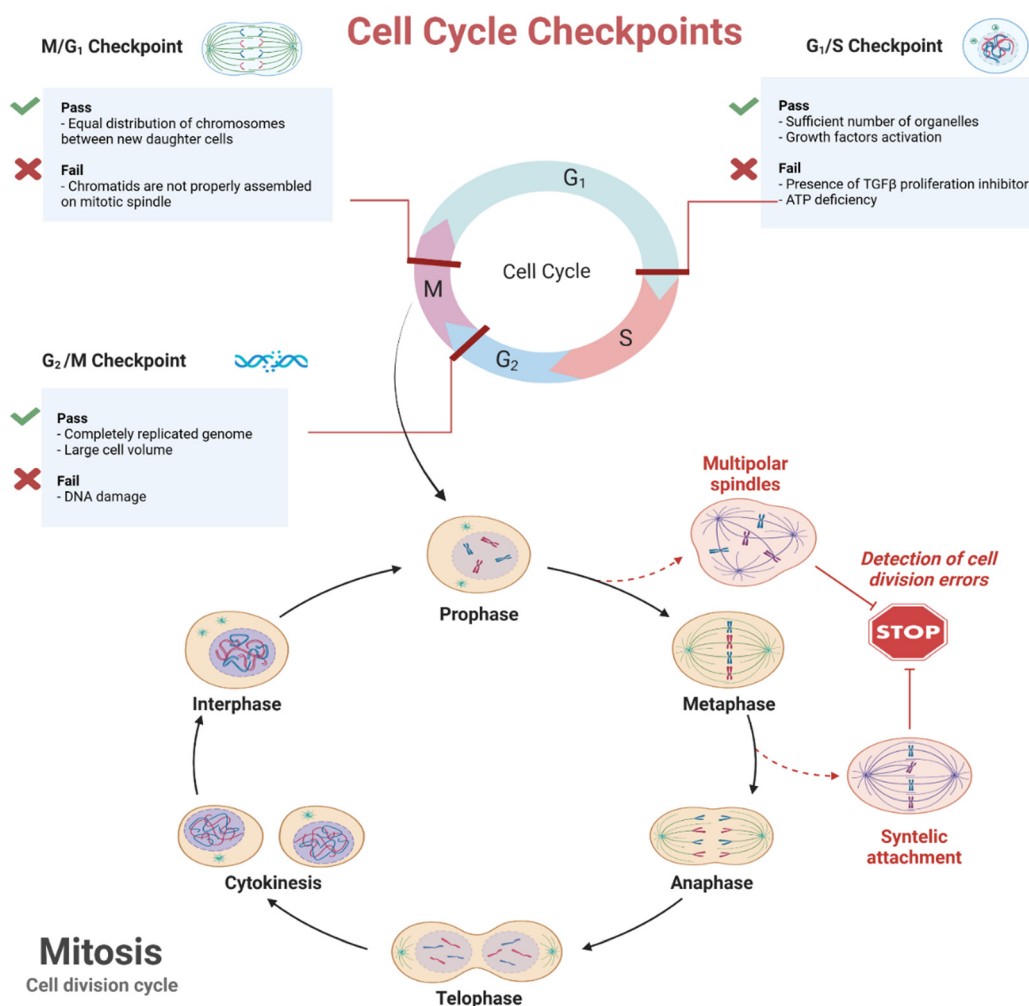 Cell Cycle Checkpoints
M/G₁ Checkpoint
Pass
- Equal distribution of chromosomes
between new daughter cells
Fail
- Chromatids are not properly assembled
on mitotic spindle
G₁/S Checkpoint
Pass
- Sufficient number of organelles
- Growth factors activation
Fail
- Presence of TGFβ proliferation inhibitor
- ATP deficiency
G₁
Cell Cycle
M
S
G₂
G₂/M Checkpoint
Pass
- Completely replicated genome
- Large cell volume
Fail
- DNA damage
Multipolar
spindles
Detection of cell
division errors
STOP
Prophase
Interphase
Metaphase
Syntelic
attachment
Cytokinesis
Anaphase
Telophase
Mitosis
Cell division cycle